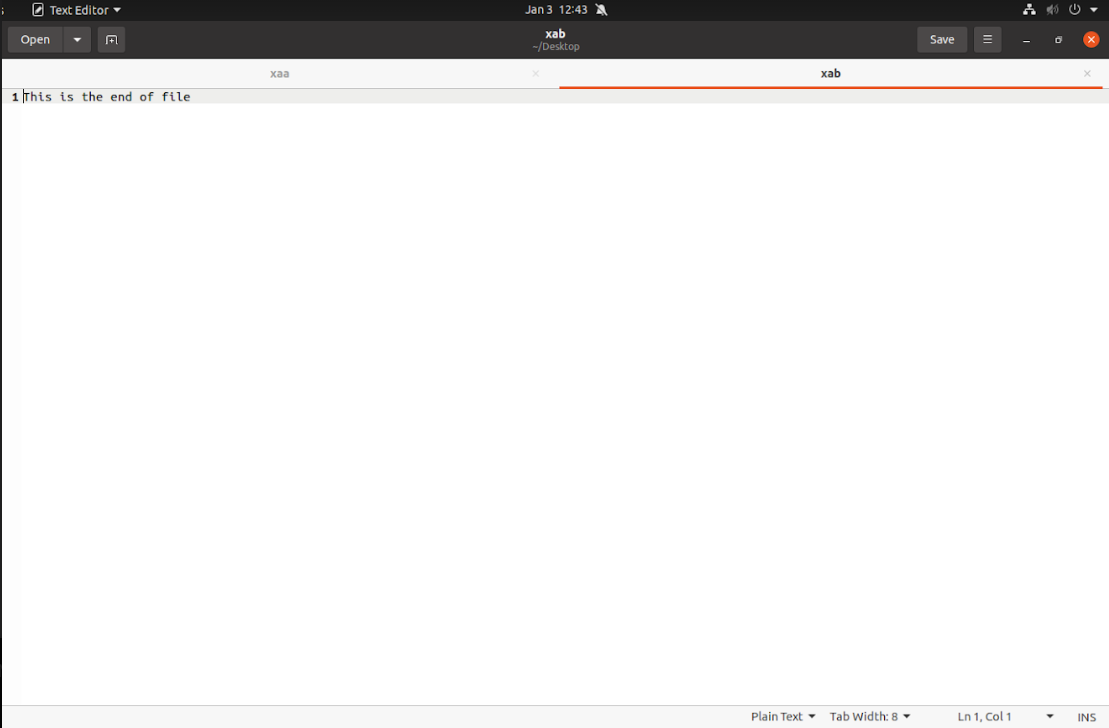 Text Editor
Jan 3 12:43
Open
xab
~/Desktop
Save
xaa
xab
1 This is the end of file
Plain Text
Tab Width: 8
Ln 1, Col 1
INS